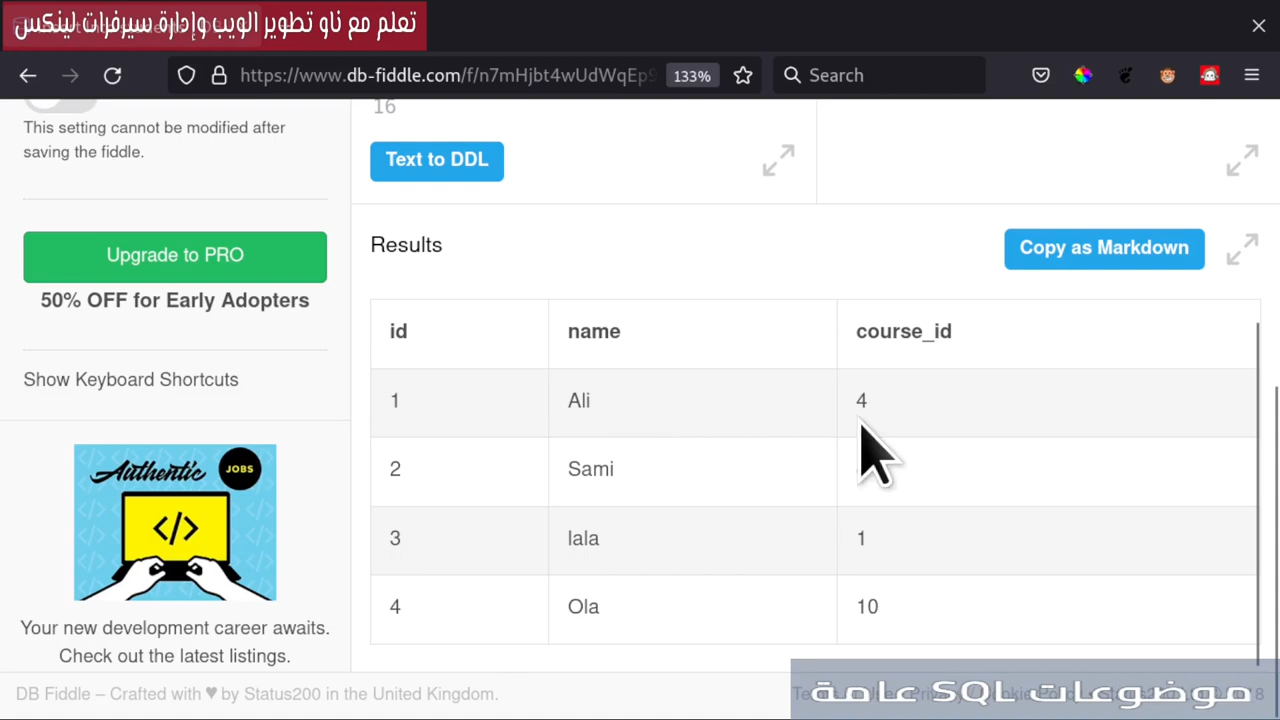 تعلم مع ناو تطوير الويب وإدارة سيرفرات لينكس
https://www.db-fiddle.com/f/n7mHjbt4wUdWqEp9
133%
Search
16
This setting cannot be modified after
saving the fiddle.
Text to DDL
Upgrade to PRO
50% OFF for Early Adopters
Results
Copy as Markdown
id name course_id
1 Ali 4
2 Sami
3 lala 1
4 Ola 10
Show Keyboard Shortcuts
Authentic JOBS
</>
Your new development career awaits.
Check out the latest listings.
DB Fiddle – Crafted with ♥ by Status200 in the United Kingdom.
موضوعات SQL عامة